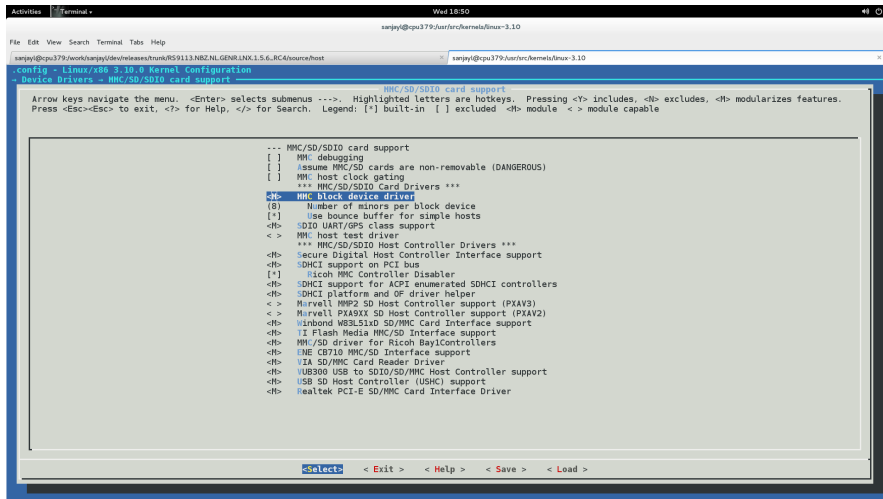 Activities Terminal Wed 18:50
sanjayl@cpu379:/usr/src/kernels/linux-3.10
File Edit View Search Terminal Tabs Help
sanjayl@cpu379:/work/sanjayl/dev/releases/trunk/RS9113.NBZ.NL.GENR.LNX.1.5.6_RC4/source/host × sanjayl@cpu379:/usr/src/kernels/linux-3.10 ×
.config - Linux/x86 3.10.0 Kernel Configuration
→ Device Drivers → MMC/SD/SDIO card support
MMC/SD/SDIO card support
Arrow keys navigate the menu. <Enter> selects submenus --->. Highlighted letters are hotkeys. Pressing <Y> includes, <N> excludes, <M> modularizes features.
Press <Esc><Esc> to exit, <?> for Help, </> for Search. Legend: [*] built-in [ ] excluded <M> module < > module capable
--- MMC/SD/SDIO card support
[ ] MMC debugging
[ ] Assume MMC/SD cards are non-removable (DANGEROUS)
[ ] MMC host clock gating
*** MMC/SD/SDIO Card Drivers ***
<M> MMC block device driver
(8) Number of minors per block device
[*] Use bounce buffer for simple hosts
<M> SDIO UART/GPS class support
< > MMC host test driver
*** MMC/SD/SDIO Host Controller Drivers ***
<M> Secure Digital Host Controller Interface support
<M> SDHCI support on PCI bus
[*] Ricoh MMC Controller Disabler
<M> SDHCI support for ACPI enumerated SDHCI controllers
<M> SDHCI platform and OF driver helper
< > Marvell MMP2 SD Host Controller support (PXAV3)
< > Marvell PXA9XX SD Host Controller support (PXAV2)
<M> Winbond W83L51xD SD/MMC Card Interface support
<M> TI Flash Media MMC/SD Interface support
<M> MMC/SD driver for Ricoh Bay1Controllers
<M> ENE CB710 MMC/SD Interface support
<M> VIA SD/MMC Card Reader Driver
<M> VUB300 USB to SDIO/SD/MMC Host Controller support
<M> USB SD Host Controller (USHC) support
<M> Realtek PCI-E SD/MMC Card Interface Driver
<Select> < Exit > < Help > < Save > < Load >